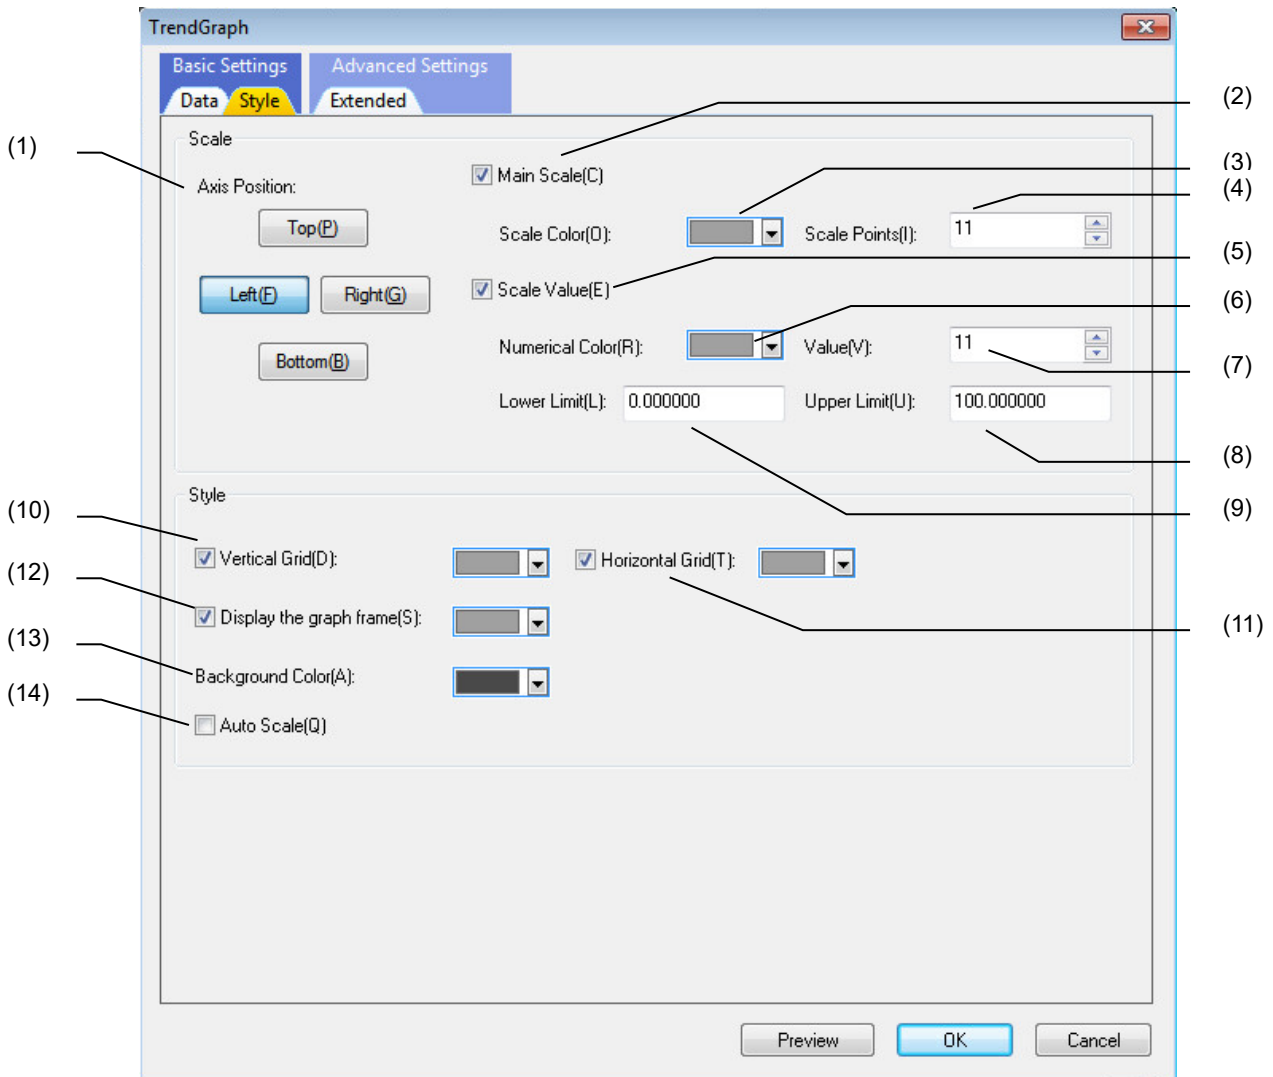 TrendGraph
Basic Settings Advanced Settings
Data Style Extended
(2)
Scale
(1)
(3)
Main Scale(C)
Axis Position:
(4)
Top(P)
Scale Color(O): Scale Points(I): 11
(5)
Left(F) Right(G) Scale Value(E)
(6)
Numerical Color(R): Value(V): 11
Bottom(B)
(7)
Lower Limit(L): 0.000000 Upper Limit(U): 100.000000
(8)
Style
(10)
(9)
Vertical Grid(D): Horizontal Grid(T):
(12)
Display the graph frame(S):
(11)
(13)
Background Color(A):
(14)
Auto Scale(Q)
Preview OK Cancel